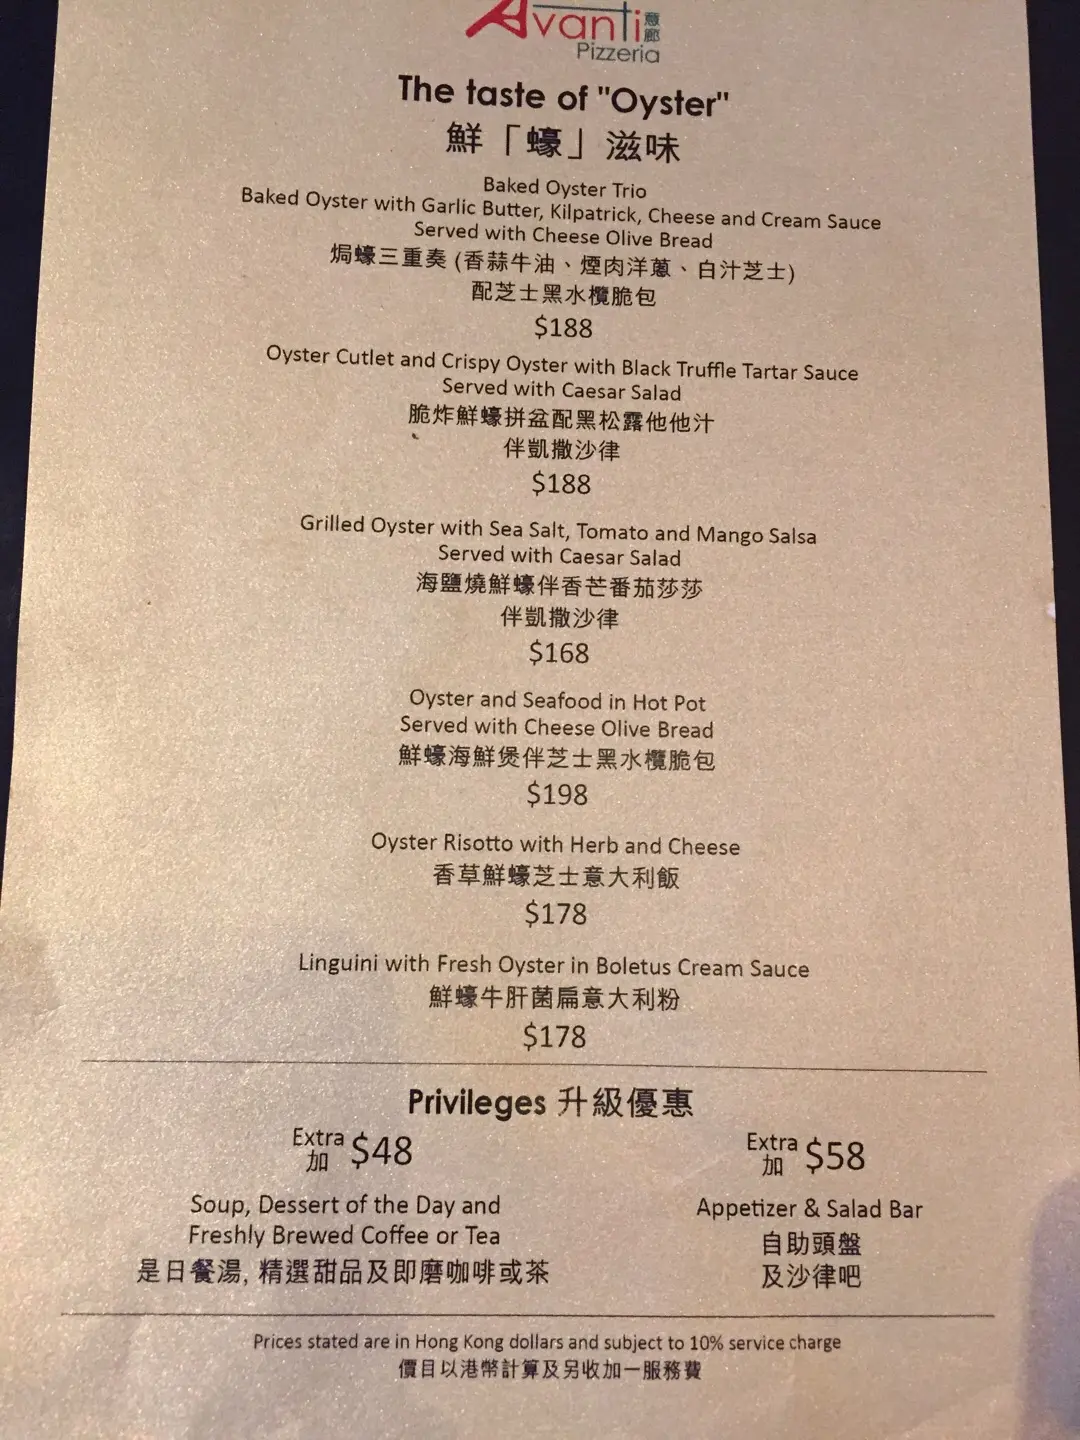 Avanti 意廊
Pizzeria
The taste of "Oyster"
鮮「蠔」滋味
Baked Oyster Trio
Baked Oyster with Garlic Butter, Kilpatrick, Cheese and Cream Sauce
Served with Cheese Olive Bread
焗蠔三重奏 (香蒜牛油、煙肉洋蔥、白汁芝士)
配芝士黑水欖脆包
$188
Oyster Cutlet and Crispy Oyster with Black Truffle Tartar Sauce
Served with Caesar Salad
脆炸鮮蠔拼盆配黑松露他他汁
伴凱撒沙律
$188
Grilled Oyster with Sea Salt, Tomato and Mango Salsa
Served with Caesar Salad
海鹽燒鮮蠔伴香芒番茄莎莎
伴凱撒沙律
$168
Oyster and Seafood in Hot Pot
Served with Cheese Olive Bread
鮮蠔海鮮煲伴芝士黑水欖脆包
$198
Oyster Risotto with Herb and Cheese
香草鮮蠔芝士意大利飯
$178
Linguini with Fresh Oyster in Boletus Cream Sauce
鮮蠔牛肝菌扁意大利粉
$178
Privileges 升級優惠
Extra 加 $48
Soup, Dessert of the Day and
Freshly Brewed Coffee or Tea
是日餐湯, 精選甜品及即磨咖啡或茶
Extra 加 $58
Appetizer & Salad Bar
自助頭盤
及沙律吧
Prices stated are in Hong Kong dollars and subject to 10% service charge
價目以港幣計算及另收加一服務費